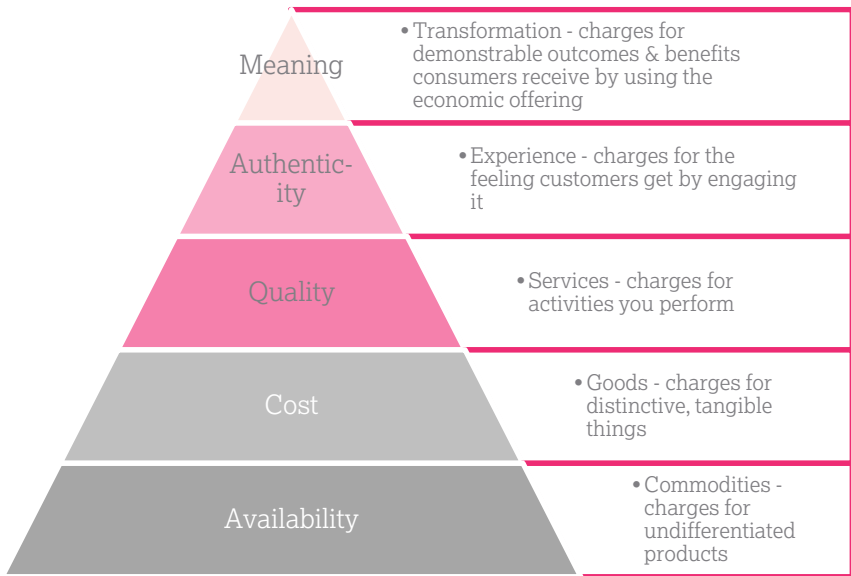 Meaning
• Transformation - charges for
demonstrable outcomes & benefits
consumers receive by using the
economic offering
Authentic-
ity
• Experience - charges for the
feeling customers get by engaging
it
Quality
• Services - charges for
activities you perform
Cost
• Goods - charges for
distinctive, tangible
things
Availability
• Commodities -
charges for
undifferentiated
products